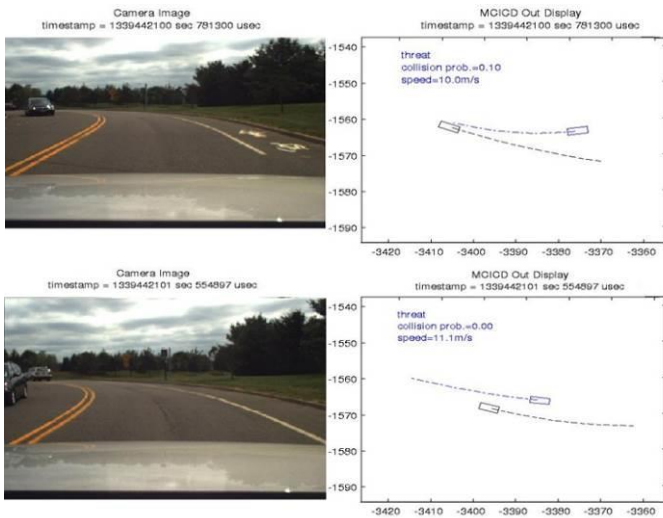 Camera Image
timestamp = 1339442100 sec 781300 usec
MCICD Out Display
timestamp = 1339442100 sec 781300 usec
-1540
-1550
-1560
-1570
-1580
-1590
threat
collision prob.=0.10
speed=10.0m/s
-3420 -3410 -3400 -3390 -3380 -3370 -3360
Camera Image
timestamp = 1339442101 sec 554897 usec
MCICD Out Display
timestamp = 1339442101 sec 554897 usec
-1540
-1550
-1560
-1570
-1580
-1590
threat
collision prob.=0.00
speed=11.1m/s
-3410 -3400 -3390 -3380 -3370 -3360